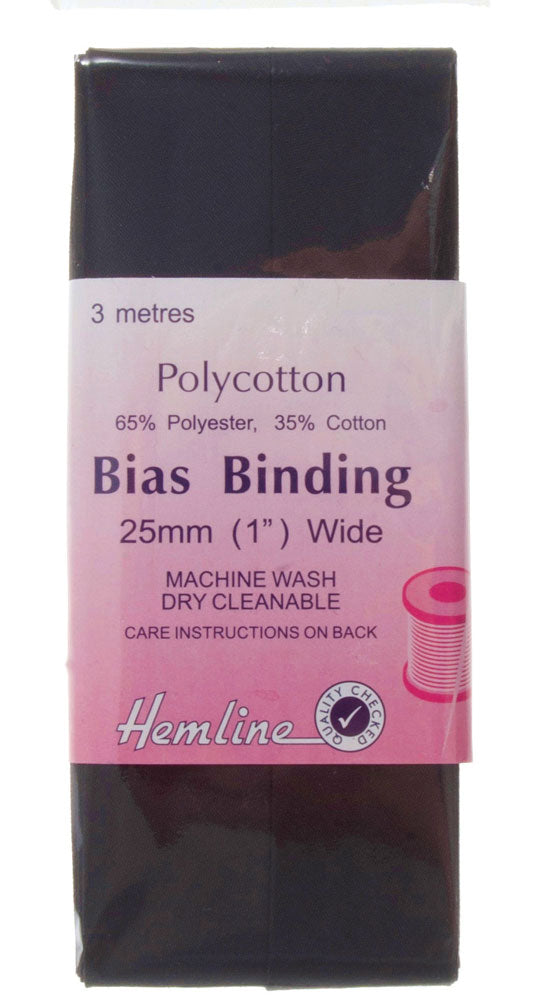 3 metres
Polycotton
65% Polyester, 35% Cotton
Bias Binding
25mm (1”) Wide
MACHINE WASH
DRY CLEANABLE
CARE INSTRUCTIONS ON BACK
Hemline
QUALITY CHECKED